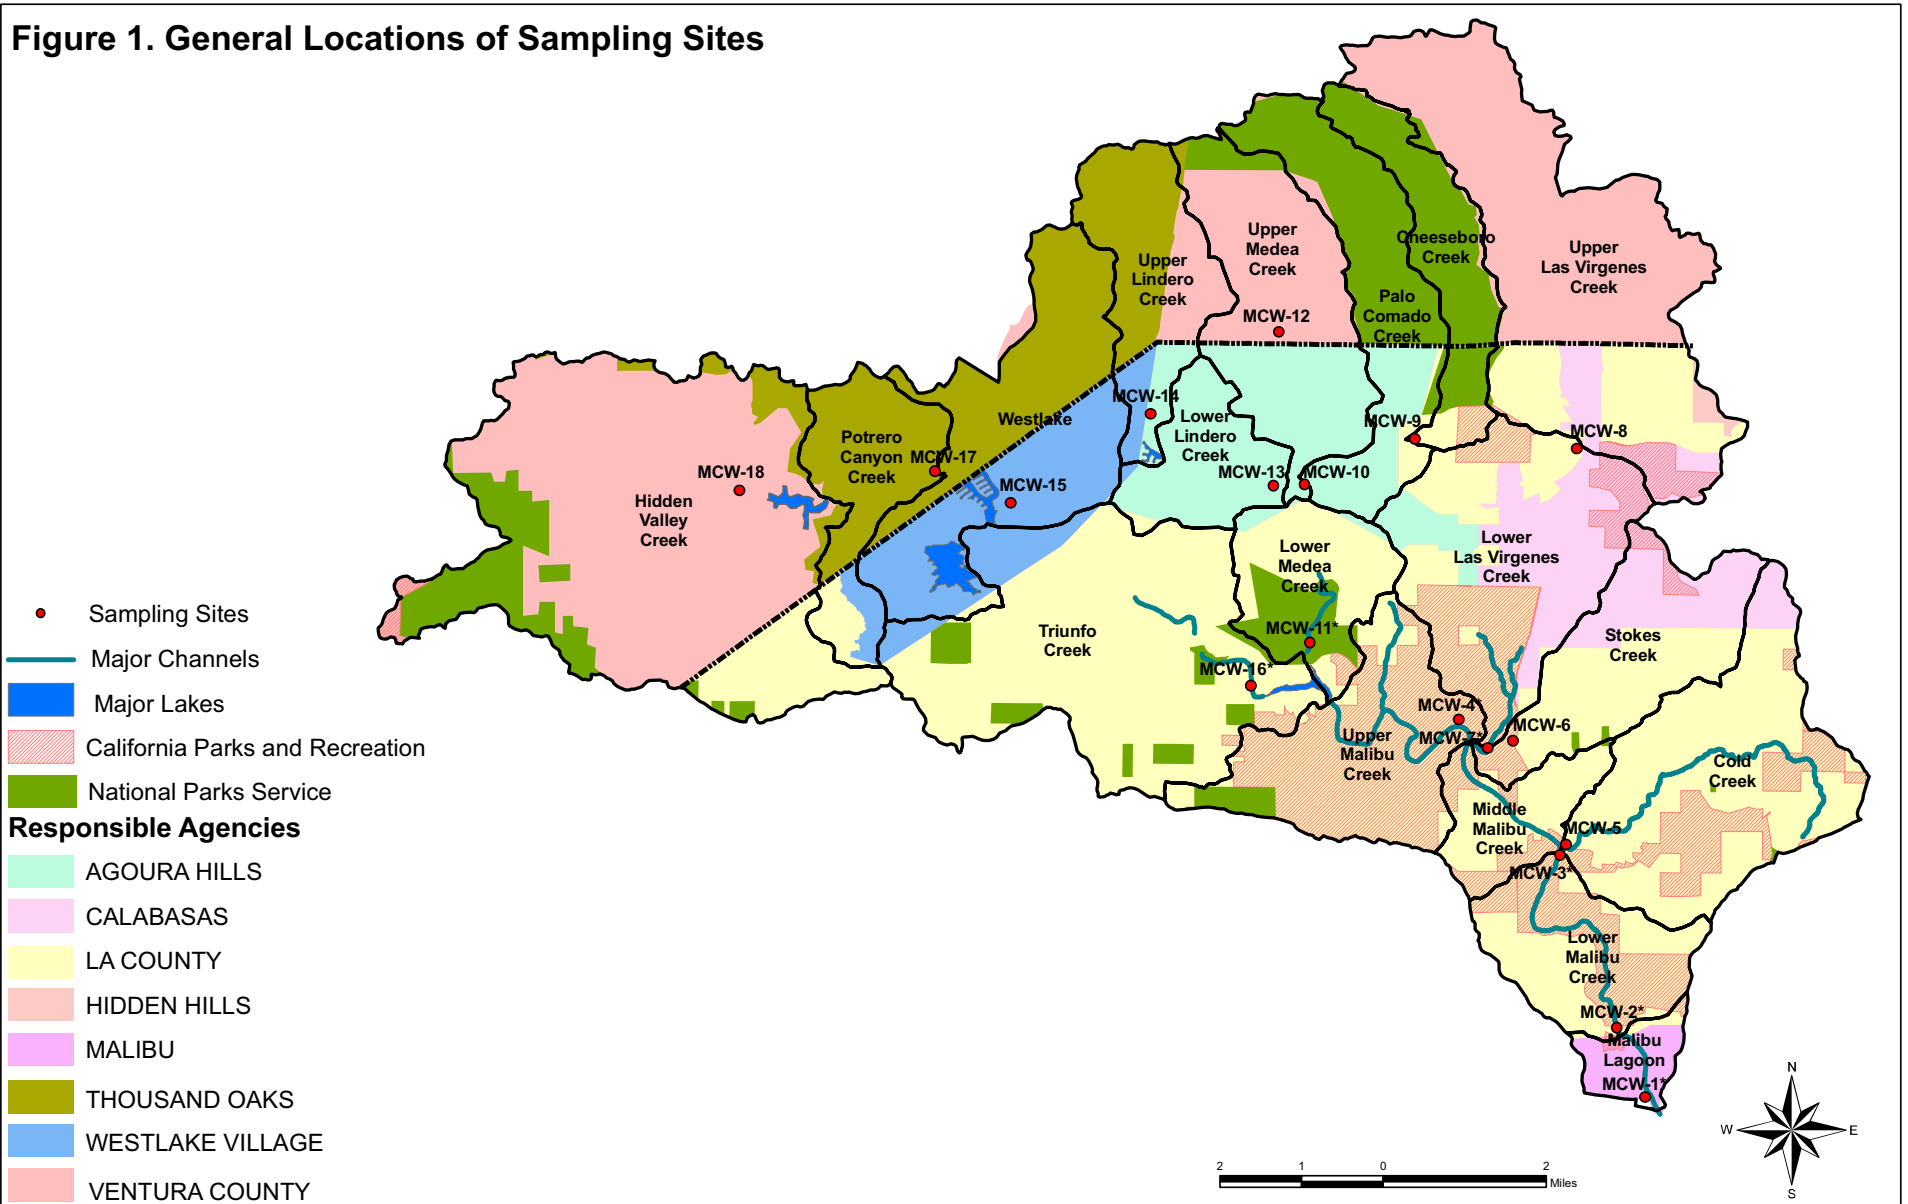 Figure 1. General Locations of Sampling Sites
Upper
Medea
Creek
Cheeseboro
Creek
Upper
Las Virgenes
Creek
Upper
Lindero
Creek
Palo
Comado
Creek
MCW-12
MCW-14
Westlake
Lower
Lindero
Creek
MCW-9
MCW-8
Potrero
Canyon
Creek
MCW-17
MCW-18
MCW-15
MCW-13
MCW-10
Hidden
Valley
Creek
Lower
Medea
Creek
Lower
Las Virgenes
Creek
Triunfo
Creek
MCW-11*
Stokes
Creek
MCW-16*
MCW-4*
MCW-6
MCW-7*
Upper
Malibu
Creek
Cold
Creek
Middle
Malibu
Creek
MCW-5
MCW-3*
Lower
Malibu
Creek
MCW-2*
Malibu
Lagoon
MCW-1*
Sampling Sites
Major Channels
Major Lakes
California Parks and Recreation
National Parks Service
Responsible Agencies
AGOURA HILLS
CALABASAS
LA COUNTY
HIDDEN HILLS
MALIBU
THOUSAND OAKS
WESTLAKE VILLAGE
VENTURA COUNTY
2 1 0 2
Miles
N
W E
S